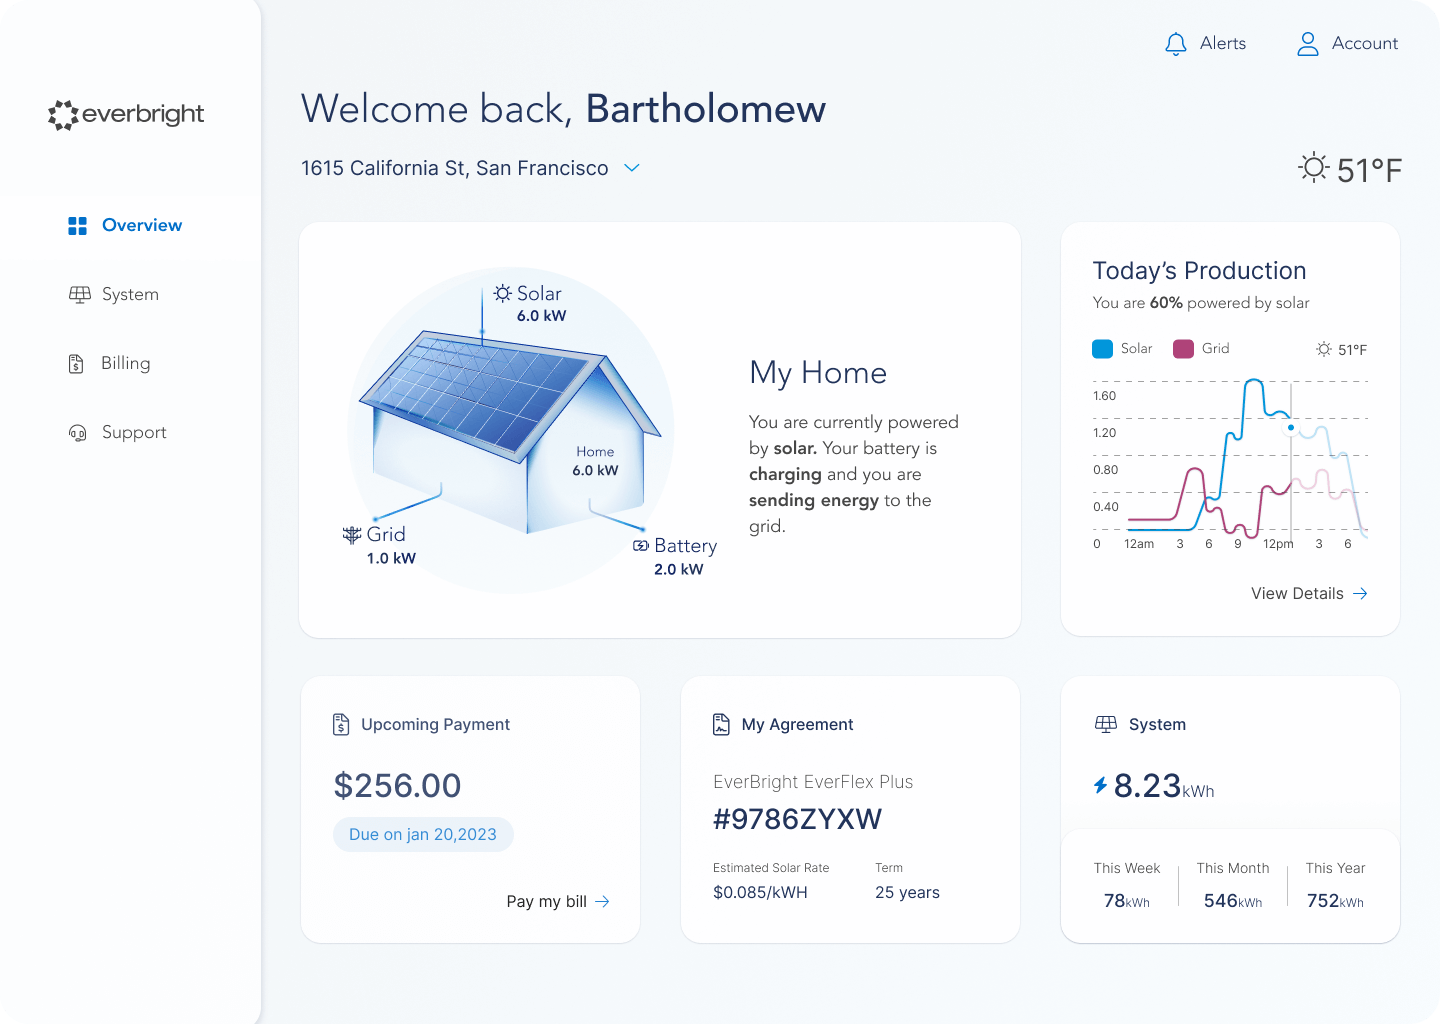 Alerts
Account
everbright
Welcome back, Bartholomew
1615 California St, San Francisco
51°F
Overview
System
Billing
Support
Solar
6.0 kW
Home
6.0 kW
Grid
1.0 kW
Battery
2.0 kW
My Home
You are currently powered
by solar. Your battery is
charging and you are
sending energy to the
grid.
Today’s Production
You are 60% powered by solar
Solar
Grid
51°F
1.60
1.20
0.80
0.40
0
12am
3
6
9
12pm
3
6
View Details
Upcoming Payment
$256.00
Due on jan 20,2023
Pay my bill
My Agreement
EverBright EverFlex Plus
#9786ZYXW
Estimated Solar Rate
$0.085/kWH
Term
25 years
System
8.23kWh
This Week
78kWh
This Month
546kWh
This Year
752kWh